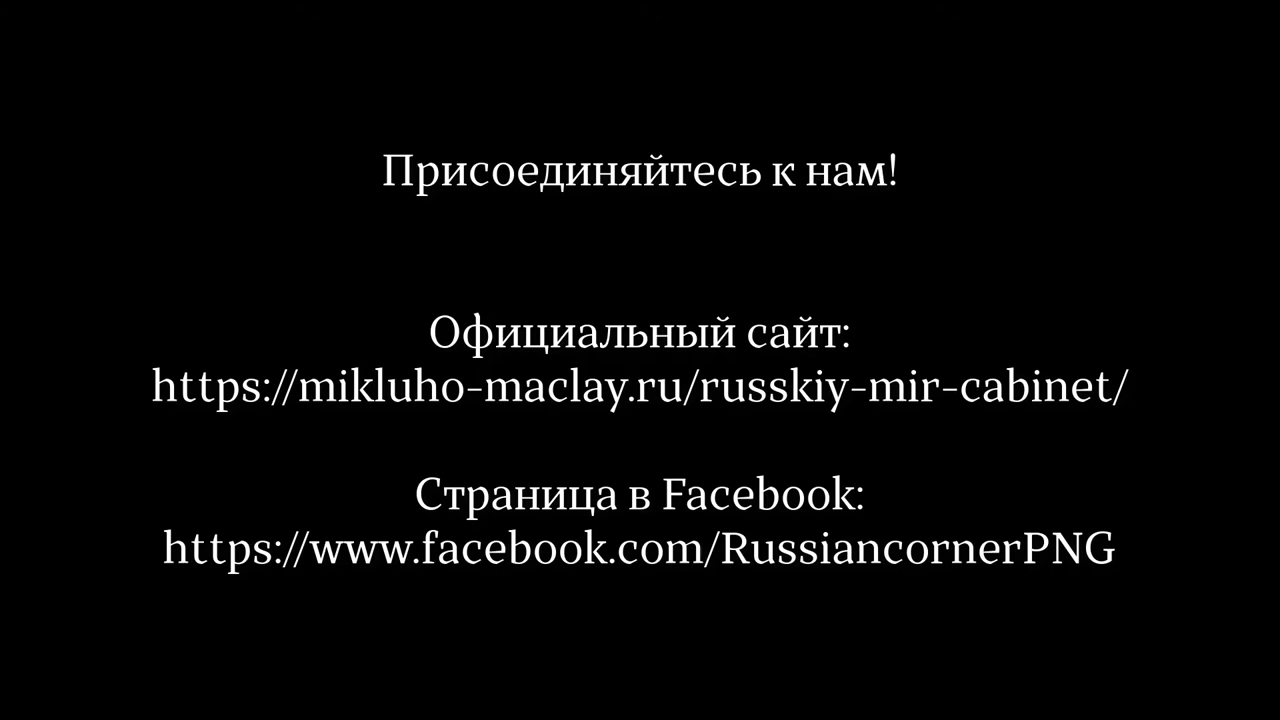 Присоединяйтесь к нам!
Официальный сайт:
https://mikluho-maclay.ru/russkiy-mir-cabinet/
Страница в Facebook:
https://www.facebook.com/RussiancornerPNG